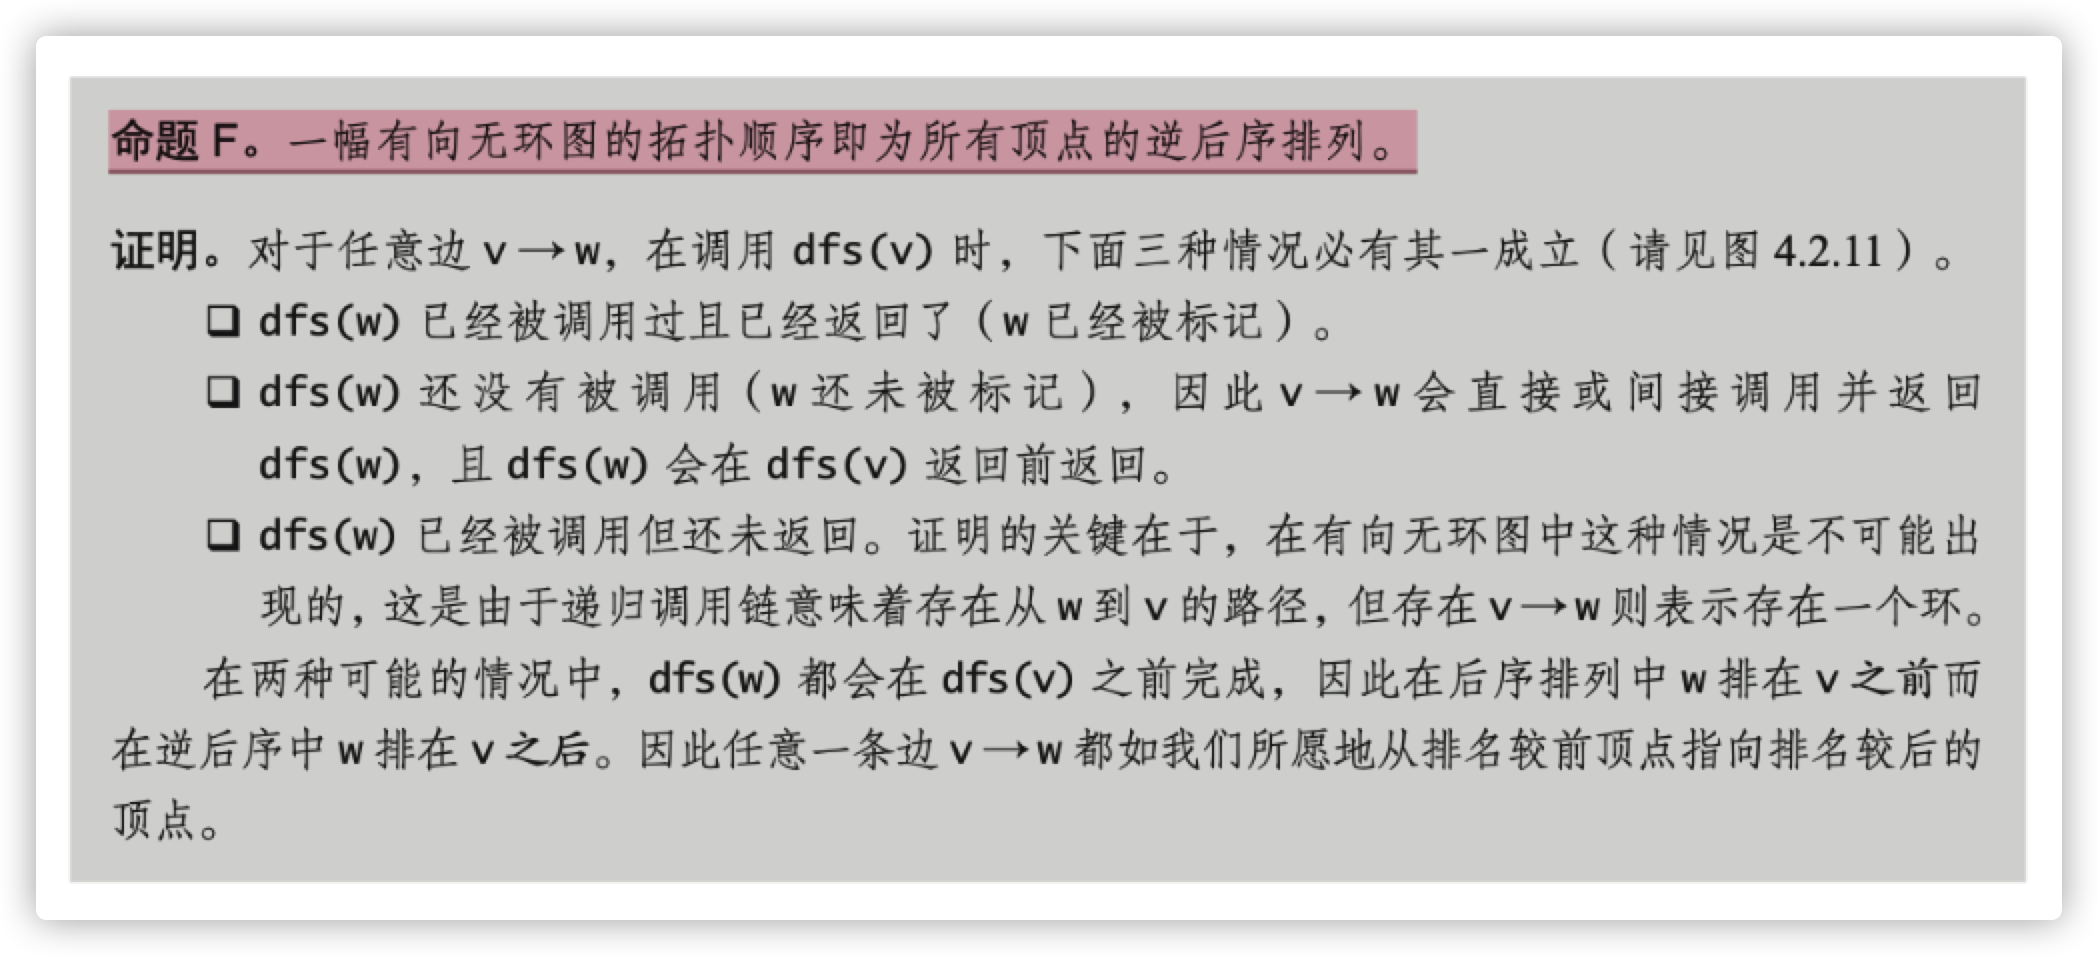 命题 F。一幅有向无环图的拓扑顺序即为所有顶点的逆后序排列。
证明。对于任意边 v→w，在调用 dfs(v) 时，下面三种情况必有其一成立（请见图 4.2.11）。
❏ dfs(w) 已经被调用过且已经返回了（w 已经被标记）。
❏ dfs(w) 还没有被调用（w 还未被标记），因此 v→w 会直接或间接调用并返回
dfs(w)，且 dfs(w) 会在 dfs(v) 返回前返回。
❏ dfs(w) 已经被调用但还未返回。证明的关键在于，在有向无环图中这种情况是不可能出
现的，这是由于递归调用链意味着存在从 w 到 v 的路径，但存在 v→w 则表示存在一个环。
在两种可能的情况中，dfs(w) 都会在 dfs(v) 之前完成，因此在后序排列中 w 排在 v 之前而
在逆后序中 w 排在 v 之后。因此任意一条边 v→w 都如我们所愿地从排名较前顶点指向排名较后的
顶点。